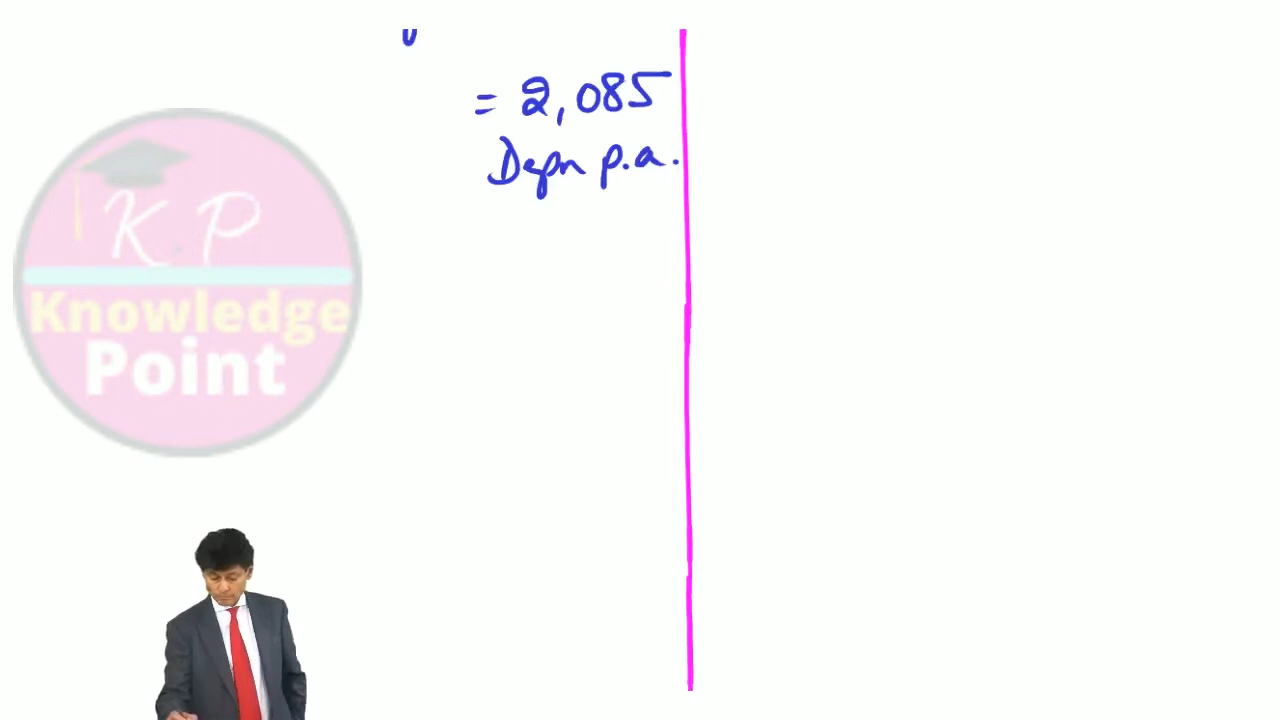 = 2,085
Depn p.a.
K.P
Knowledge
Point